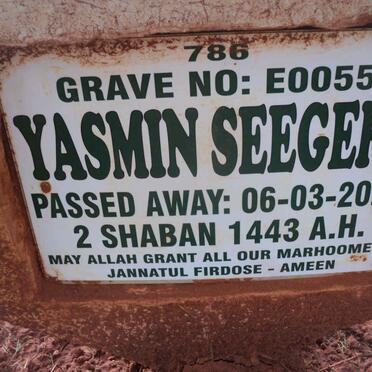 786
GRAVE NO: E0055
YASMIN SEEGER
PASSED AWAY: 06-03-20
2 SHABAN 1443 A.H.
MAY ALLAH GRANT ALL OUR MARHOOME
JANNATUL FIRDOSE - AMEEN